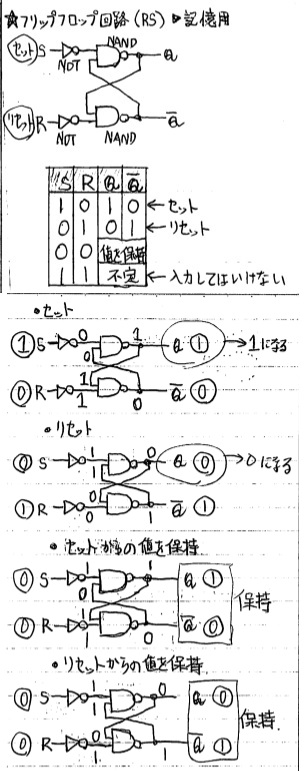 ☆フリップフロップ回路(RS) ▶記憶用
セット S NOT NAND Q
リセット R NOT NAND Q̅
S R Q Q̅
1 0 1 0 ←セット
0 1 0 1 ←リセット
0 0 値を保持
1 1 不定 ←入力してはいけない
・セット
① S 0 1 Q ① →1になる
0
⓪ R 1 1 0 Q̅ ⓪
・リセット
⓪ S 1 1 0 Q ⓪ →0になる
① R 0 0 1 Q̅ ①
・セットからの値を保持
⓪ S 1 0 1 Q ① 保持
⓪ R 1 1 0 Q̅ ⓪
・リセットからの値を保持
⓪ S 1 1 0 Q ⓪ 保持
⓪ R 0 1 1 Q̅ ①